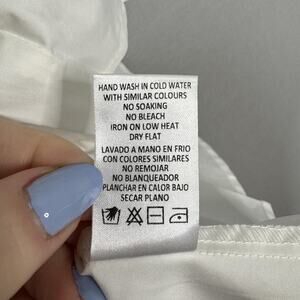 HAND WASH IN COLD WATER
WITH SIMILAR COLOURS
NO SOAKING
NO BLEACH
IRON ON LOW HEAT
DRY FLAT
LAVADO A MANO EN FRIO
CON COLORES SIMILARES
NO REMOJAR
NO BLANQUEADOR
PLANCHAR EN CALOR BAJO
SECAR PLANO